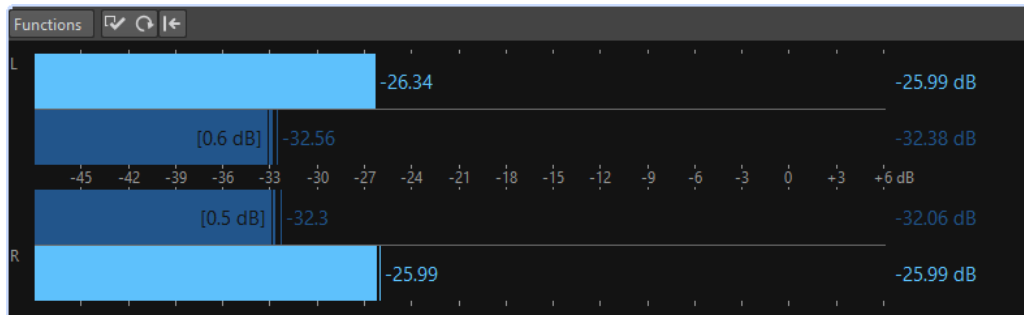 Functions
L
-26.34 -25.99 dB
[0.6 dB] -32.56 -32.38 dB
-45 -42 -39 -36 -33 -30 -27 -24 -21 -18 -15 -12 -9 -6 -3 0 +3 +6 dB
[0.5 dB] -32.3 -32.06 dB
R
-25.99 -25.99 dB